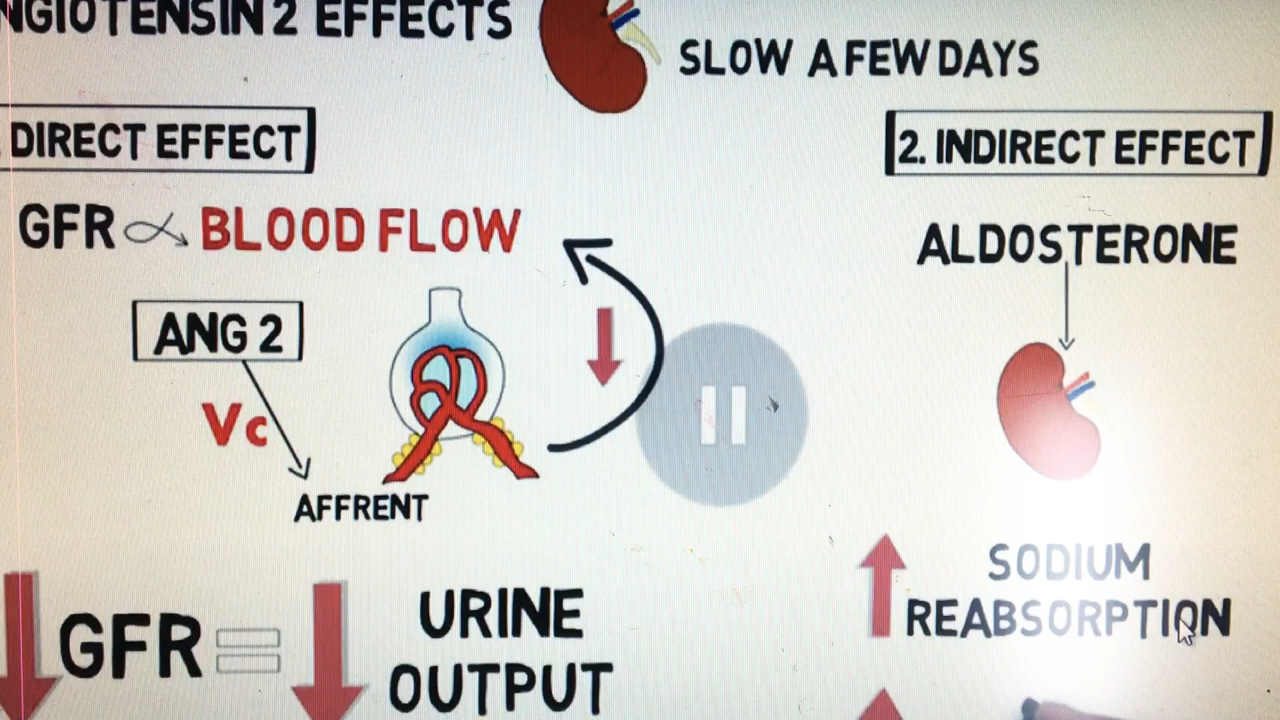 NGIOTENSIN 2 EFFECTS
SLOW A FEW DAYS
DIRECT EFFECT
GFR ∝ BLOOD FLOW
ANG 2
Vc
AFFRENT
GFR =
URINE
OUTPUT
2. INDIRECT EFFECT
ALDOSTERONE
SODIUM
REABSORPTION